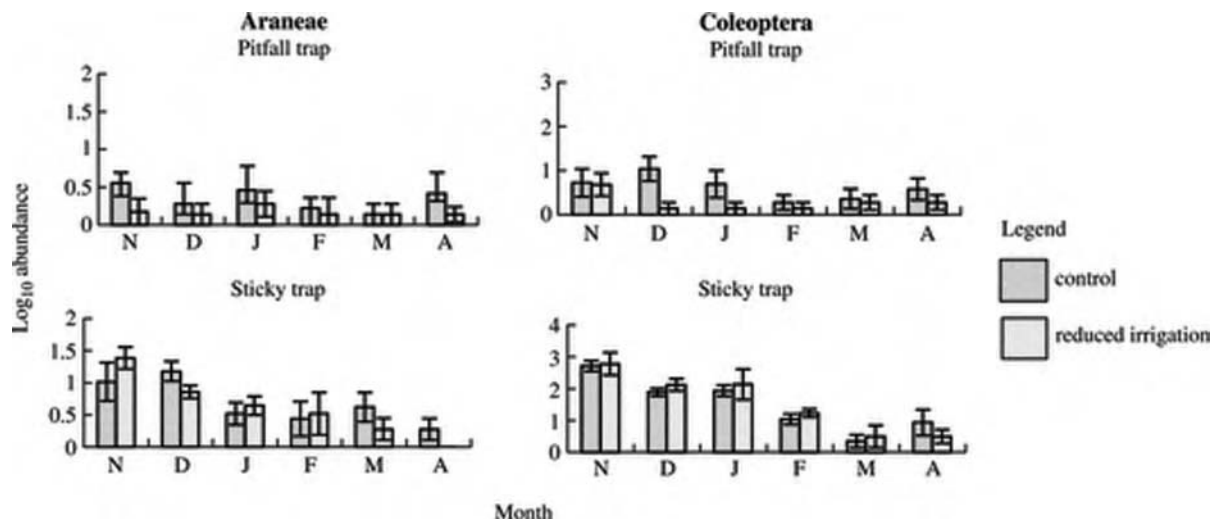 Araneae
Pitfall trap
2
1.5
1
0.5
0
N D J F M A
Coleoptera
Pitfall trap
3
2
1
0
N D J F M A
Log10 abundance
Sticky trap
2
1.5
1
0.5
0
N D J F M A
Sticky trap
4
3
2
1
0
N D J F M A
Month
Legend
control
reduced irrigation